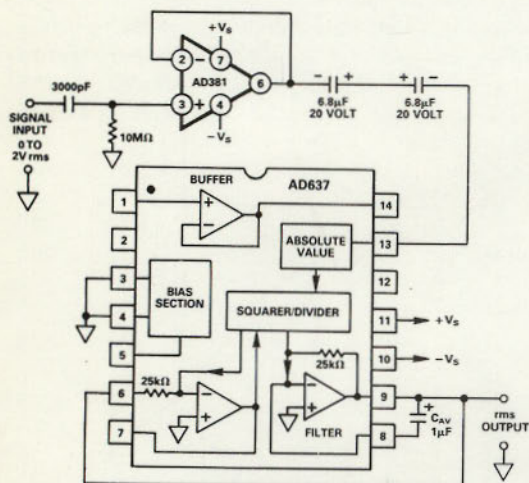 +VS
2
−
7
AD381
6
3
+
4
−VS
3000pF
10MΩ
SIGNAL
INPUT
0 TO
2V rms
− +
6.8µF
20 VOLT
+ −
6.8µF
20 VOLT
BUFFER
AD637
1
+
−
14
2
ABSOLUTE
VALUE
13
3
BIAS
SECTION
12
4
SQUARER/DIVIDER
11
+VS
5
25kΩ
10
−VS
6
25kΩ
−
+
−
+
9
+
CAV
1µF
rms
OUTPUT
7
FILTER
8